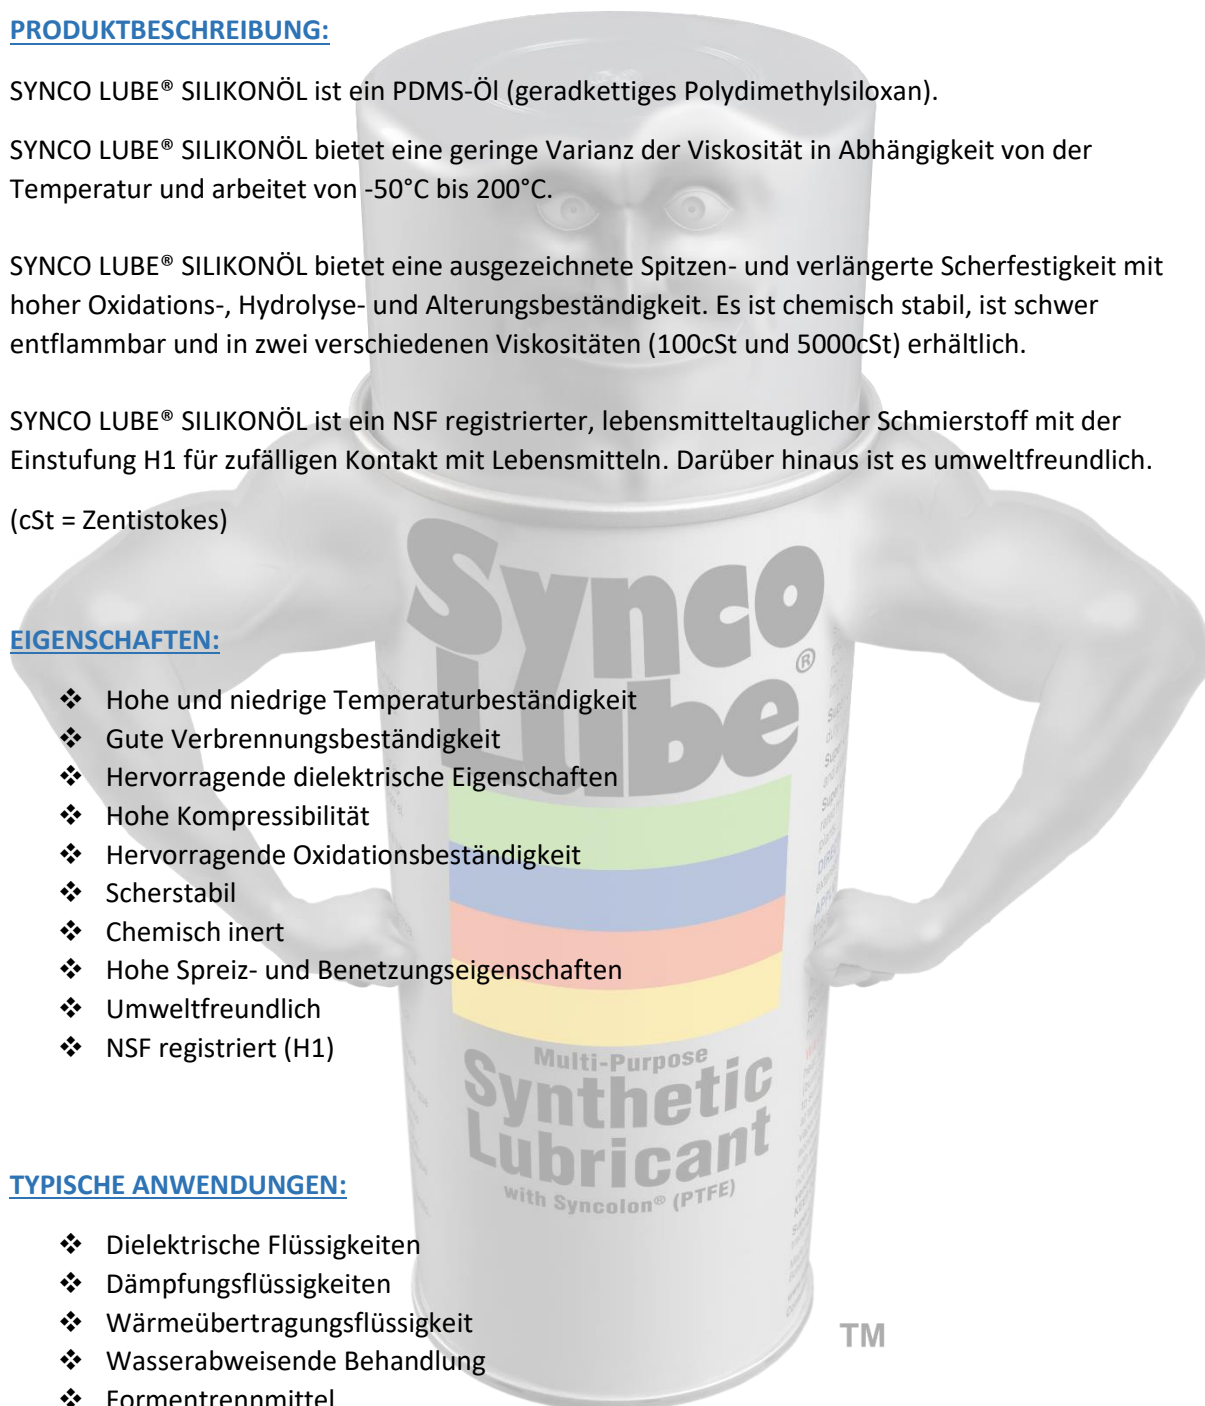 PRODUKTBESCHREIBUNG:
SYNCO LUBE® SILIKONÖL ist ein PDMS-Öl (geradkettiges Polydimethylsiloxan).
SYNCO LUBE® SILIKONÖL bietet eine geringe Varianz der Viskosität in Abhängigkeit von der
Temperatur und arbeitet von -50°C bis 200°C.
SYNCO LUBE® SILIKONÖL bietet eine ausgezeichnete Spitzen- und verlängerte Scherfestigkeit mit
hoher Oxidations-, Hydrolyse- und Alterungsbeständigkeit. Es ist chemisch stabil, ist schwer
entflammbar und in zwei verschiedenen Viskositäten (100cSt und 5000cSt) erhältlich.
SYNCO LUBE® SILIKONÖL ist ein NSF registrierter, lebensmitteltauglicher Schmierstoff mit der
Einstufung H1 für zufälligen Kontakt mit Lebensmitteln. Darüber hinaus ist es umweltfreundlich.
(cSt = Zentistokes)
EIGENSCHAFTEN:
❖ Hohe und niedrige Temperaturbeständigkeit
❖ Gute Verbrennungsbeständigkeit
❖ Hervorragende dielektrische Eigenschaften
❖ Hohe Kompressibilität
❖ Hervorragende Oxidationsbeständigkeit
❖ Scherstabil
❖ Chemisch inert
❖ Hohe Spreiz- und Benetzungseigenschaften
❖ Umweltfreundlich
❖ NSF registriert (H1)
TYPISCHE ANWENDUNGEN:
❖ Dielektrische Flüssigkeiten
❖ Dämpfungsflüssigkeiten
❖ Wärmeübertragungsflüssigkeit
❖ Wasserabweisende Behandlung
❖ Formentrennmittel
Synco
Lube®
Multi-Purpose
Synthetic
Lubricant
with Syncolon® (PTFE)
TM